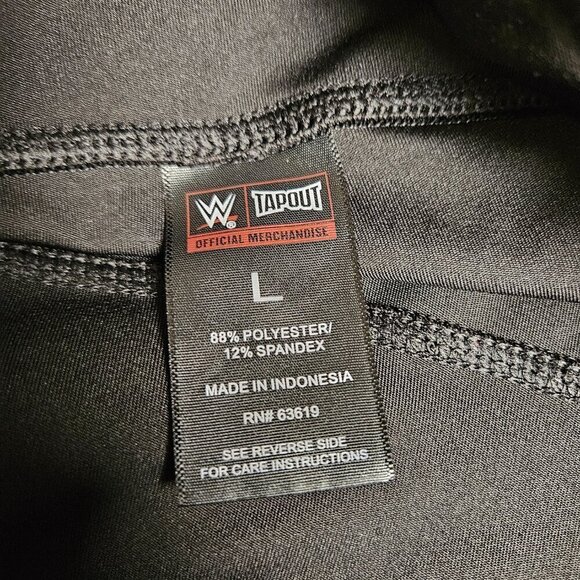 W® TAPOUT
OFFICIAL MERCHANDISE
L
88% POLYESTER/
12% SPANDEX
MADE IN INDONESIA
RN# 63619
SEE REVERSE SIDE
FOR CARE INSTRUCTIONS